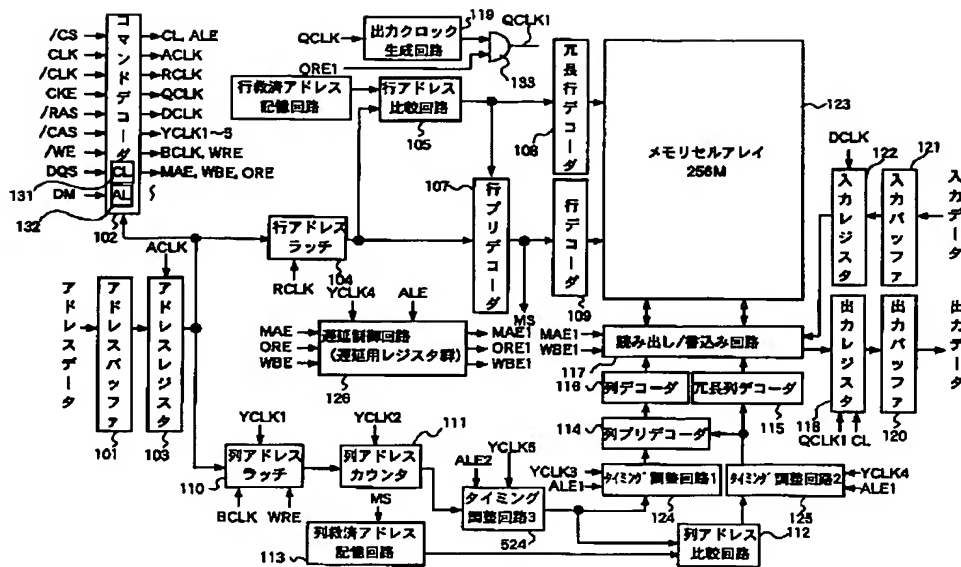 /CS
CLK
/CLK
CKE
/RAS
/CAS
/WE
DQS
DM
コマンドデコーダ
CL
AL
131
132
102
CL, ALE
ACLK
RCLK
QCLK
DCLK
YCLK1~5
BCLK, WRE
MAE, WBE, ORE
QCLK
119
出力クロック
生成回路
ORE1
QCLK1
133
行救済アドレス
記憶回路
行アドレス
比較回路
105
冗長行デコーダ
108
107
行プリデコーダ
行デコーダ
109
MS
メモリセルアレイ
256M
123
DCLK
122
121
入力レジスタ
入力バッファ
入力データ
行アドレス
ラッチ
104
RCLK
ACLK
アドレスデータ
アドレスバッファ
101
アドレスレジスタ
103
YCLK4
ALE
MAE
ORE
WBE
遅延制御回路
(遅延用レジスタ群)
126
MAE1
ORE1
WBE1
MAE1
WBE1
読み出し/書込み回路
117
出力レジスタ
118
出力バッファ
120
出力データ
QCLK1
CL
116
列デコーダ
冗長列デコーダ
115
114
列プリデコーダ
YCLK1
列アドレス
ラッチ
110
BCLK
WRE
YCLK2
111
列アドレス
カウンタ
ALE2
YCLK5
タイミング
調整回路3
524
YCLK3
ALE1
タイミング調整回路1
124
タイミング調整回路2
125
YCLK4
ALE1
MS
列救済アドレス
記憶回路
113
列アドレス
比較回路
112